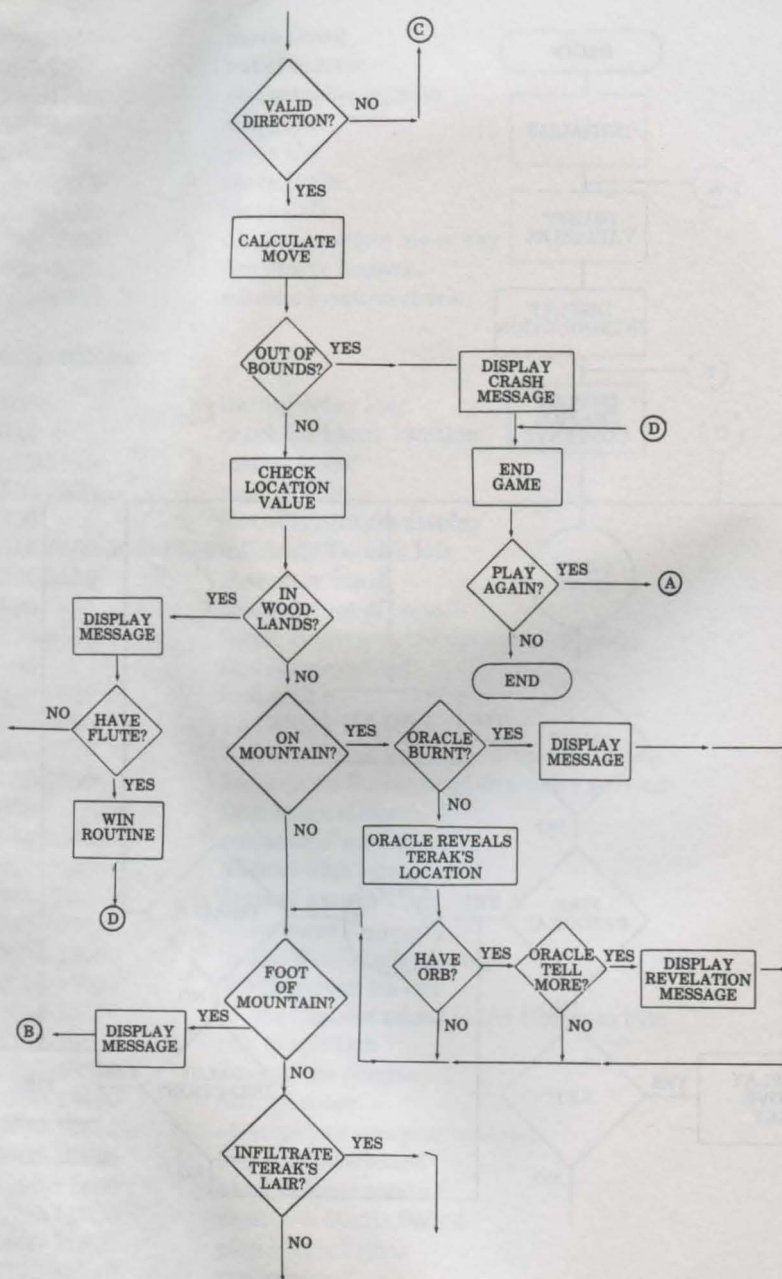 C
VALID
DIRECTION?
NO
YES
CALCULATE
MOVE
OUT OF
BOUNDS?
YES
DISPLAY
CRASH
MESSAGE
NO
D
CHECK
LOCATION
VALUE
END
GAME
PLAY
AGAIN?
YES
A
NO
END
IN
WOOD-
LANDS?
YES
DISPLAY
MESSAGE
NO
HAVE
FLUTE?
NO
YES
WIN
ROUTINE
D
ON
MOUNTAIN?
YES
ORACLE
BURNT?
YES
DISPLAY
MESSAGE
NO
NO
ORACLE REVEALS
TERAK'S
LOCATION
HAVE
ORB?
YES
ORACLE
TELL
MORE?
YES
DISPLAY
REVELATION
MESSAGE
NO
NO
FOOT
OF
MOUNTAIN?
YES
DISPLAY
MESSAGE
B
NO
INFILTRATE
TERAK'S
LAIR?
YES
NO